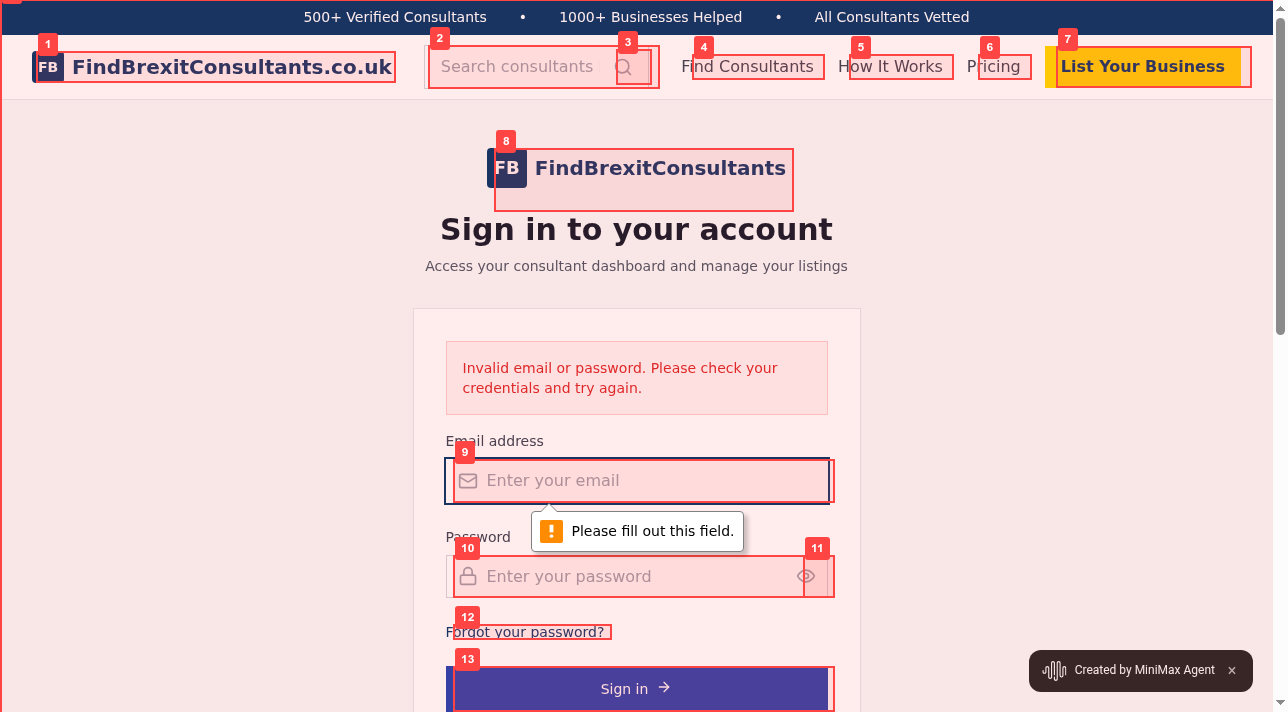 500+ Verified Consultants • 1000+ Businesses Helped • All Consultants Vetted
1 2 3 4 5 6 7
FB FindBrexitConsultants.co.uk Search consultants Find Consultants How It Works Pricing List Your Business
8
FB FindBrexitConsultants
Sign in to your account
Access your consultant dashboard and manage your listings
Invalid email or password. Please check your
credentials and try again.
Email address
9
Enter your email
Please fill out this field.
Password
10 11
Enter your password
12
Forgot your password?
13
Sign in →
Created by MiniMax Agent ×